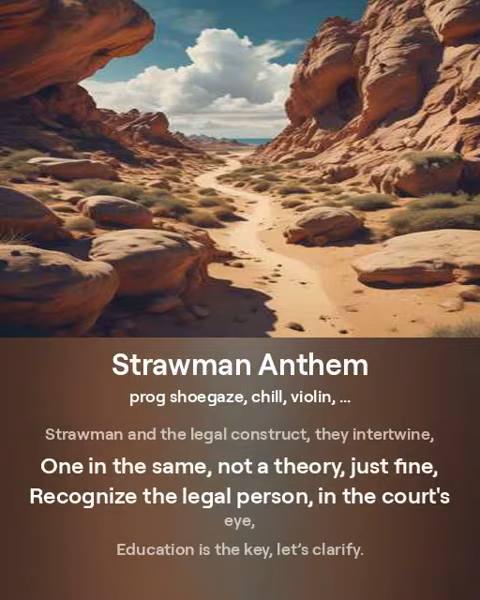 Strawman Anthem
prog shoegaze, chill, violin, ...
Strawman and the legal construct, they intertwine,
One in the same, not a theory, just fine,
Recognize the legal person, in the court's
eye,
Education is the key, let’s clarify.